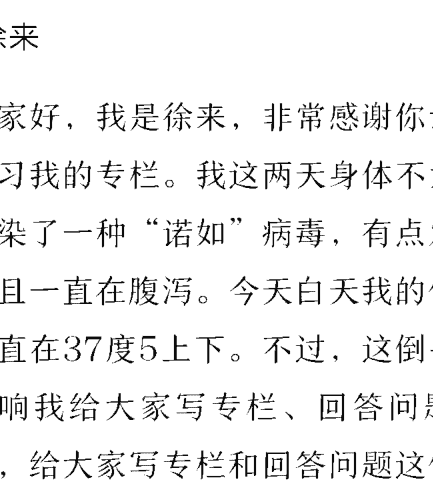 徐来
家好，我是徐来，非常感谢你
习我的专栏。我这两天身体不
染了一种“诺如”病毒，有点
且一直在腹泻。今天白天我的
直在37度5上下。不过，这倒
响我给大家写专栏、回答问题
，给大家写专栏和回答问题这